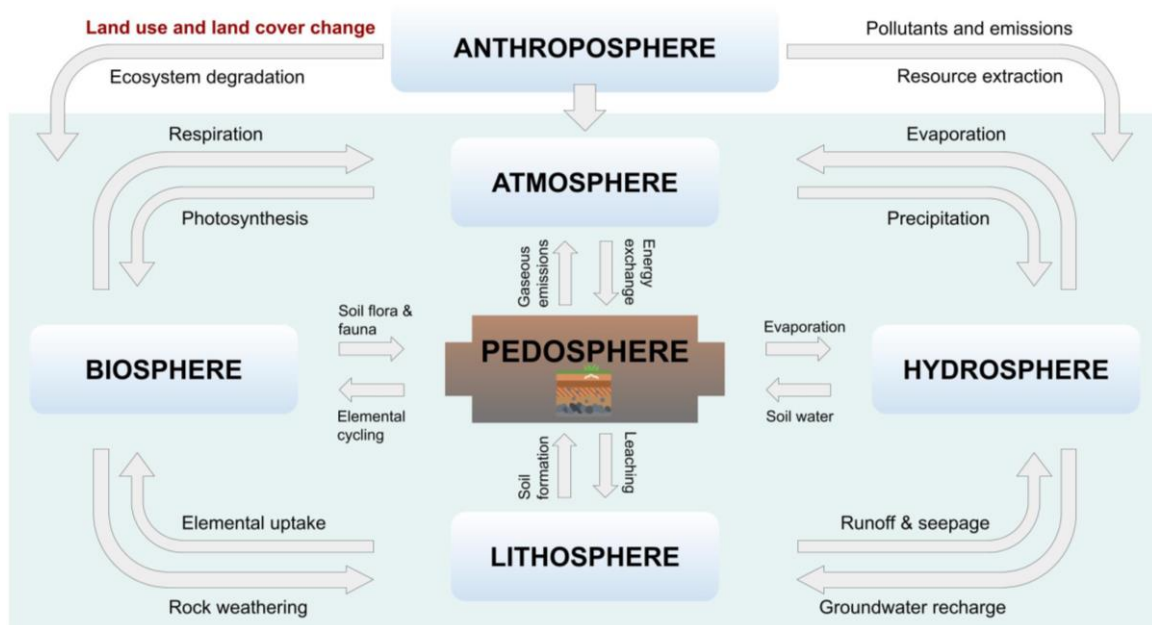 Land use and land cover change
ANTHROPOSPHERE
Pollutants and emissions
Ecosystem degradation
Resource extraction
Respiration
Evaporation
ATMOSPHERE
Photosynthesis
Precipitation
Gaseous
emissions
Energy
exchange
Soil flora &
fauna
PEDOSPHERE
Evaporation
BIOSPHERE
HYDROSPHERE
Elemental
cycling
Soil water
Soil
formation
Leaching
Elemental uptake
Runoff & seepage
LITHOSPHERE
Rock weathering
Groundwater recharge